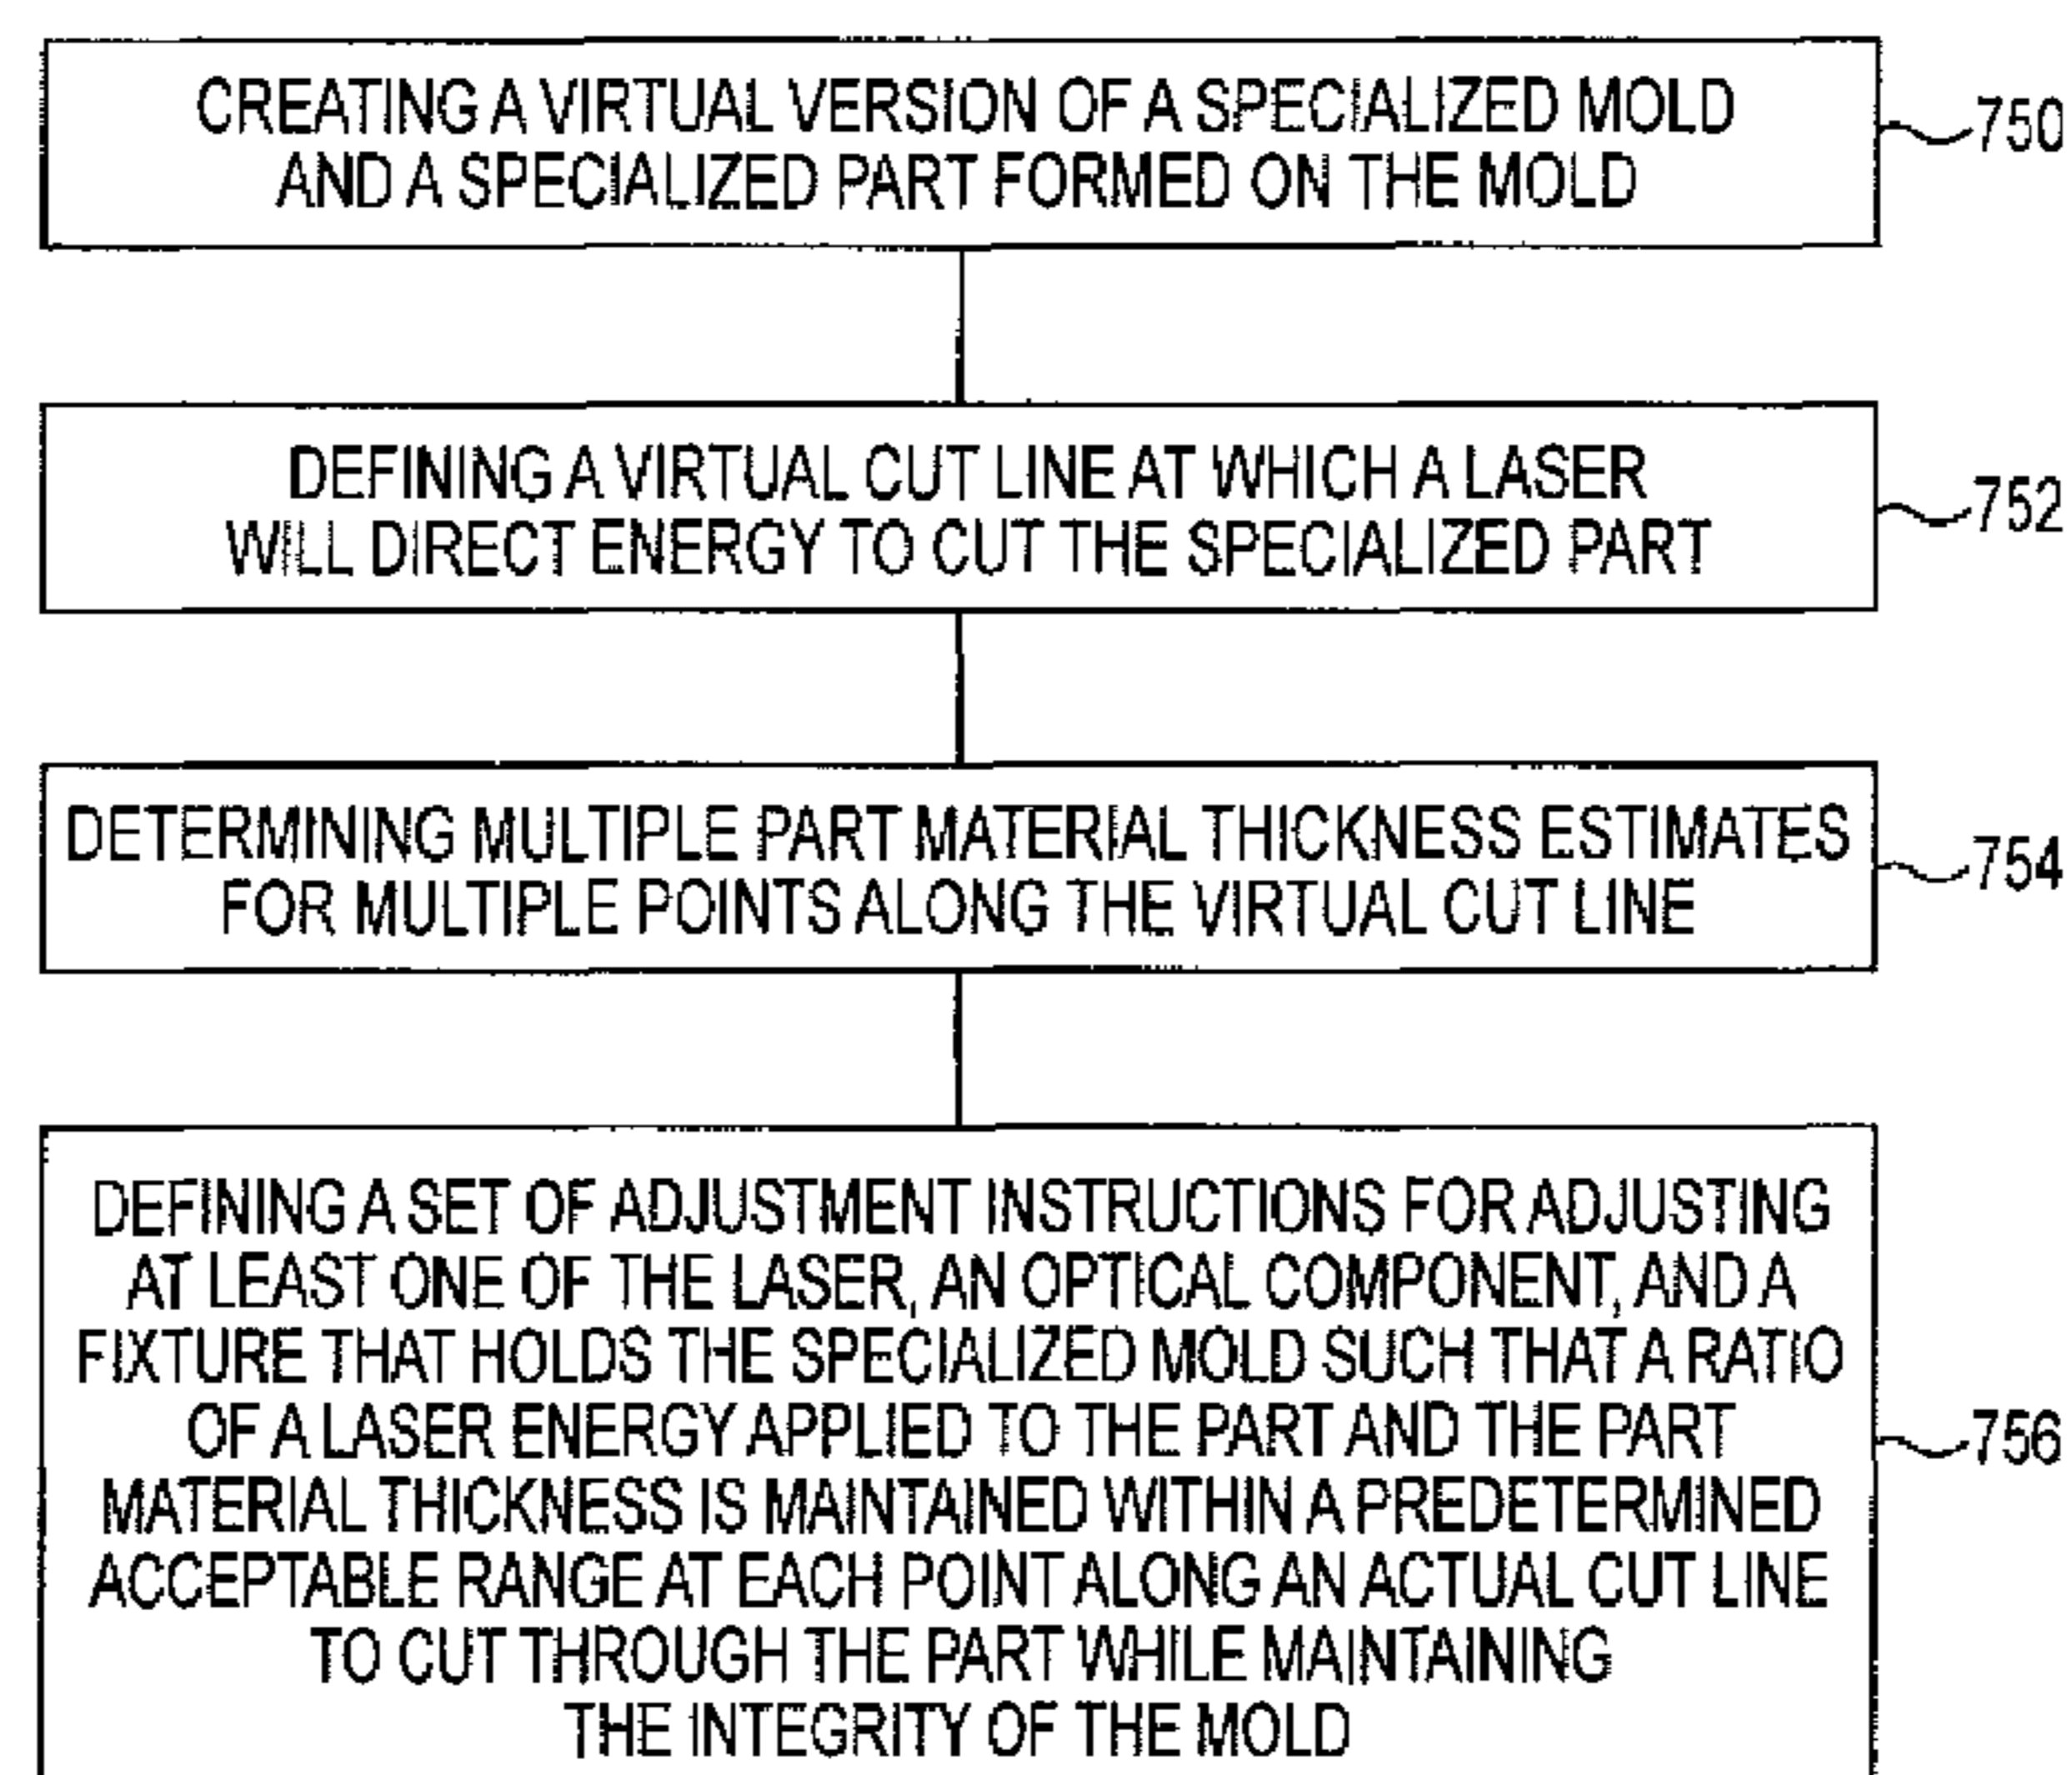 CREATING A VIRTUAL VERSION OF A SPECIALIZED MOLD
AND A SPECIALIZED PART FORMED ON THE MOLD
750
DEFINING A VIRTUAL CUT LINE AT WHICH A LASER
WILL DIRECT ENERGY TO CUT THE SPECIALIZED PART
752
DETERMINING MULTIPLE PART MATERIAL THICKNESS ESTIMATES
FOR MULTIPLE POINTS ALONG THE VIRTUAL CUT LINE
754
DEFINING A SET OF ADJUSTMENT INSTRUCTIONS FOR ADJUSTING
AT LEAST ONE OF THE LASER, AN OPTICAL COMPONENT, AND A
FIXTURE THAT HOLDS THE SPECIALIZED MOLD SUCH THAT A RATIO
OF A LASER ENERGY APPLIED TO THE PART AND THE PART
MATERIAL THICKNESS IS MAINTAINED WITHIN A PREDETERMINED
ACCEPTABLE RANGE AT EACH POINT ALONG AN ACTUAL CUT LINE
TO CUT THROUGH THE PART WHILE MAINTAINING
THE INTEGRITY OF THE MOLD
756